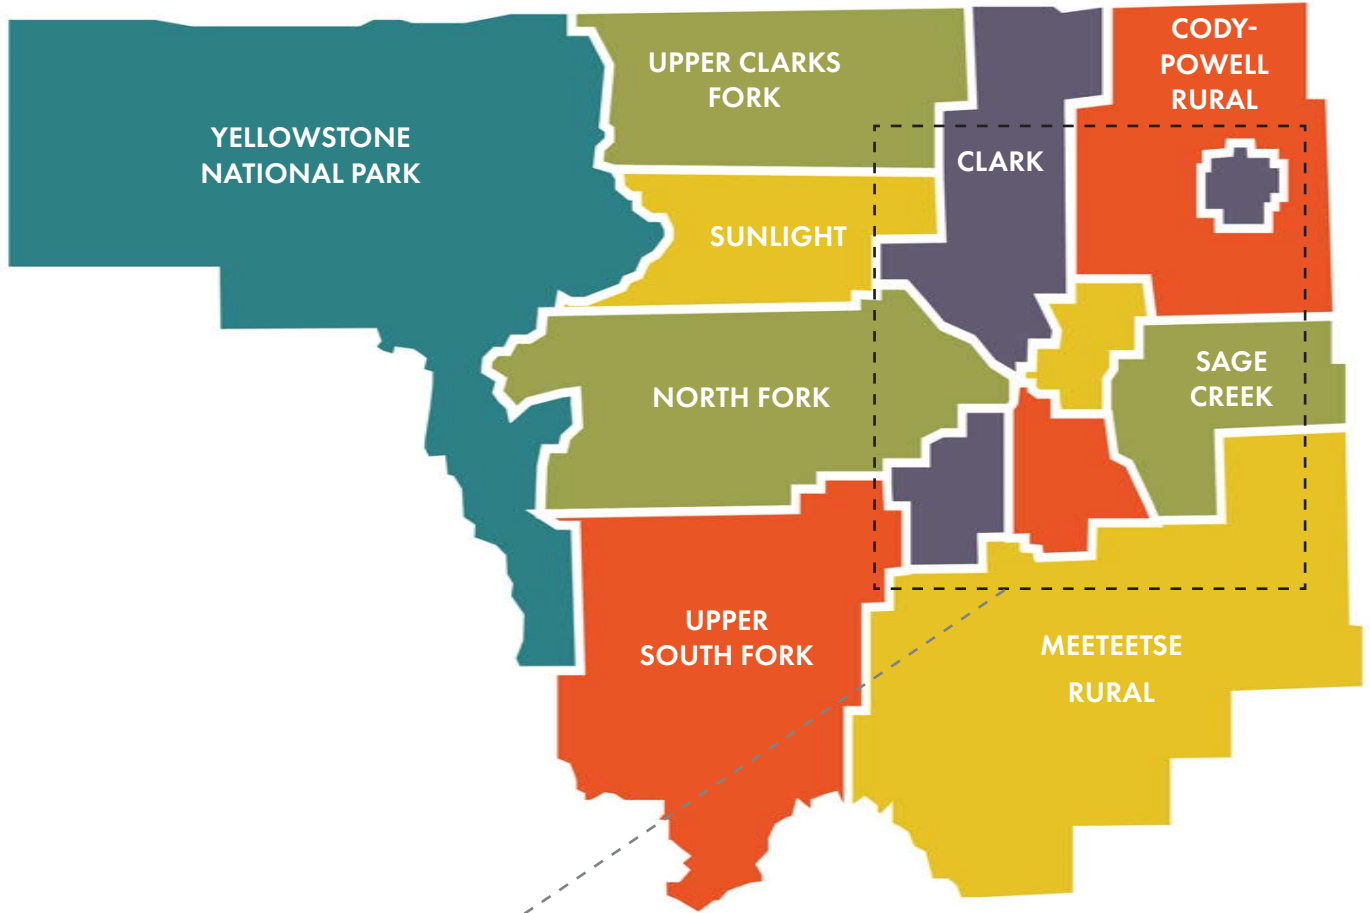 CODY-
POWELL
RURAL
UPPER CLARKS
FORK
YELLOWSTONE
NATIONAL PARK
CLARK
SUNLIGHT
SAGE
CREEK
NORTH FORK
UPPER
SOUTH FORK
MEETEETSE
RURAL